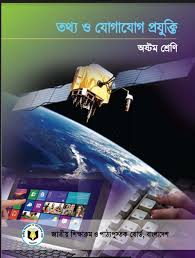 তথ্য ও যোগাযোগ প্রযুক্তি
অষ্টম শ্রেণি
জাতীয় শিক্ষাক্রম ও পাঠ্যপুস্তক বোর্ড, বাংলাদেশ